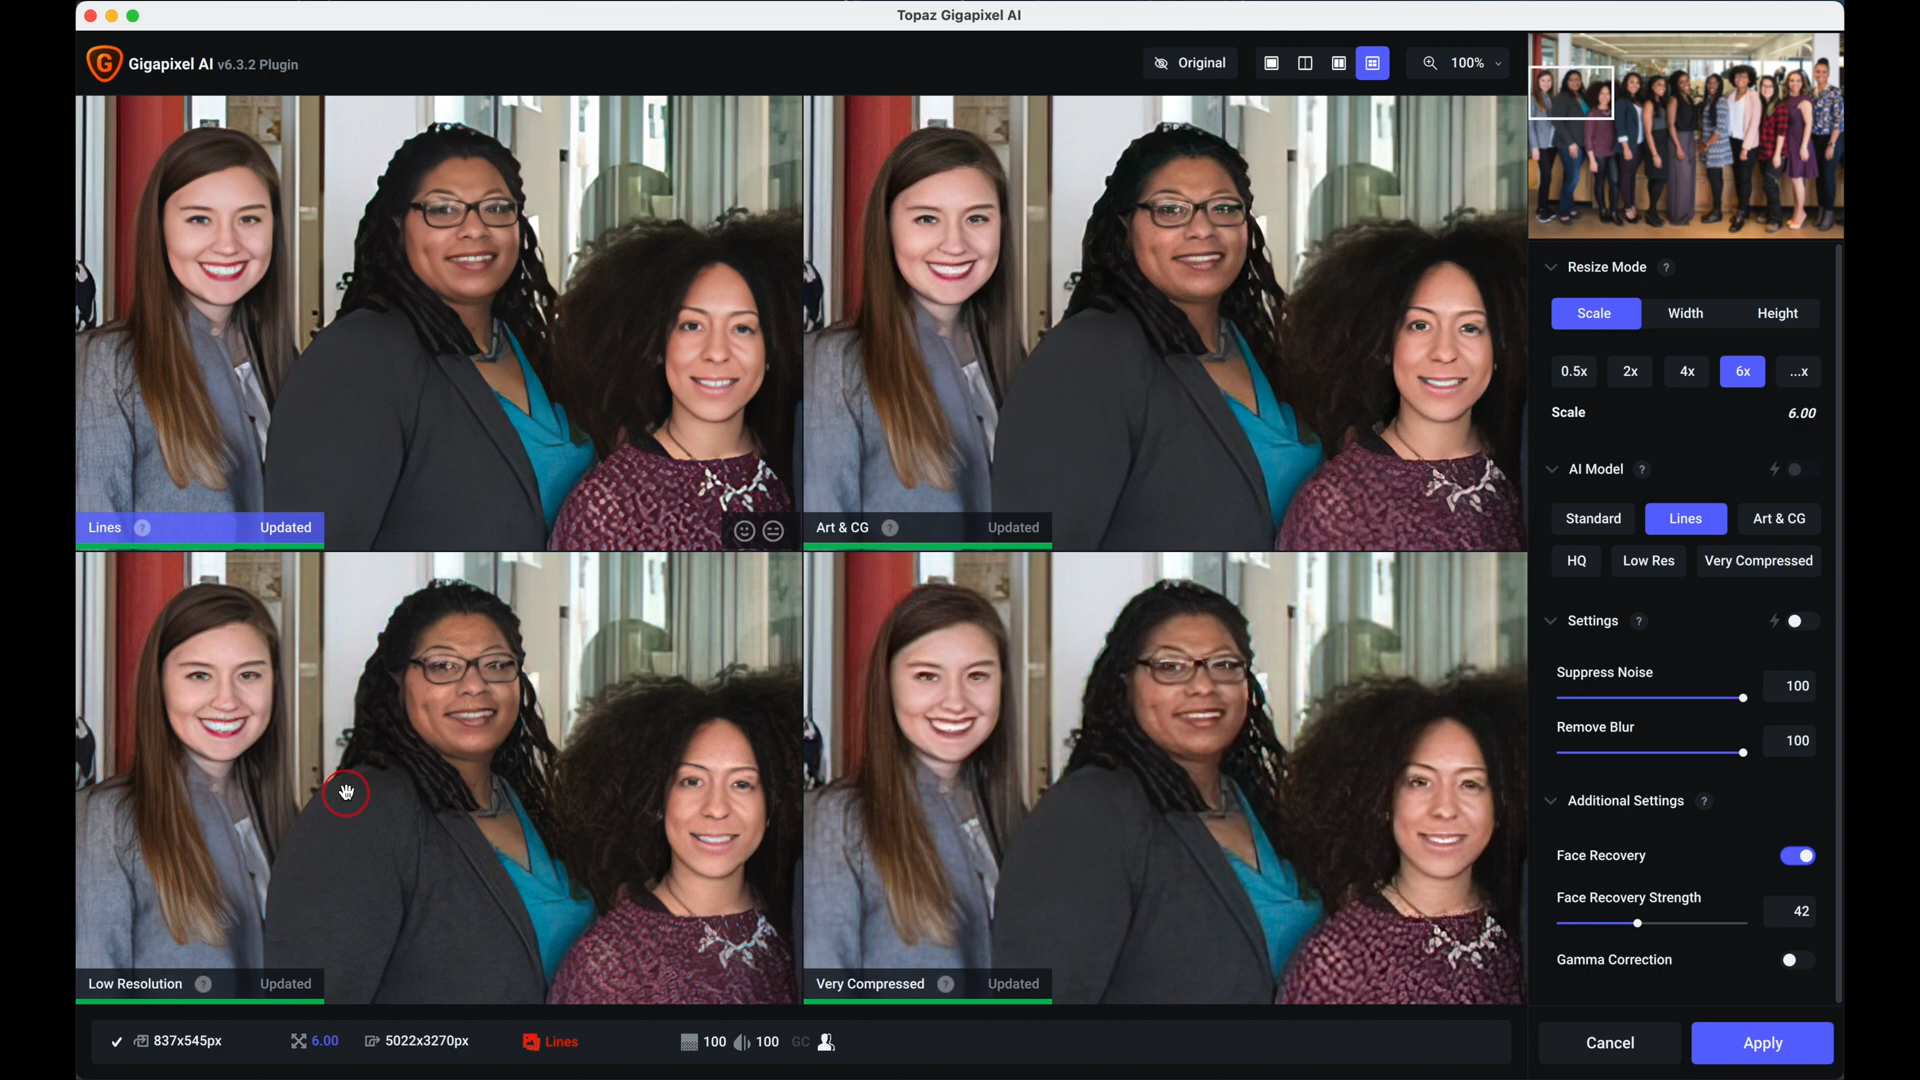 Topaz Gigapixel AI
Gigapixel AI v6.3.2 Plugin
Original
100%
Lines ? Updated
Art & CG ? Updated
Low Resolution ? Updated
Very Compressed ? Updated
Resize Mode ?
Scale Width Height
0.5x 2x 4x 6x ...x
Scale 6.00
AI Model ?
Standard Lines Art & CG
HQ Low Res Very Compressed
Settings ?
Suppress Noise
100
Remove Blur
100
Additional Settings ?
Face Recovery
Face Recovery Strength
42
Gamma Correction
837x545px 6.00 5022x3270px Lines 100 100 GC
Cancel Apply